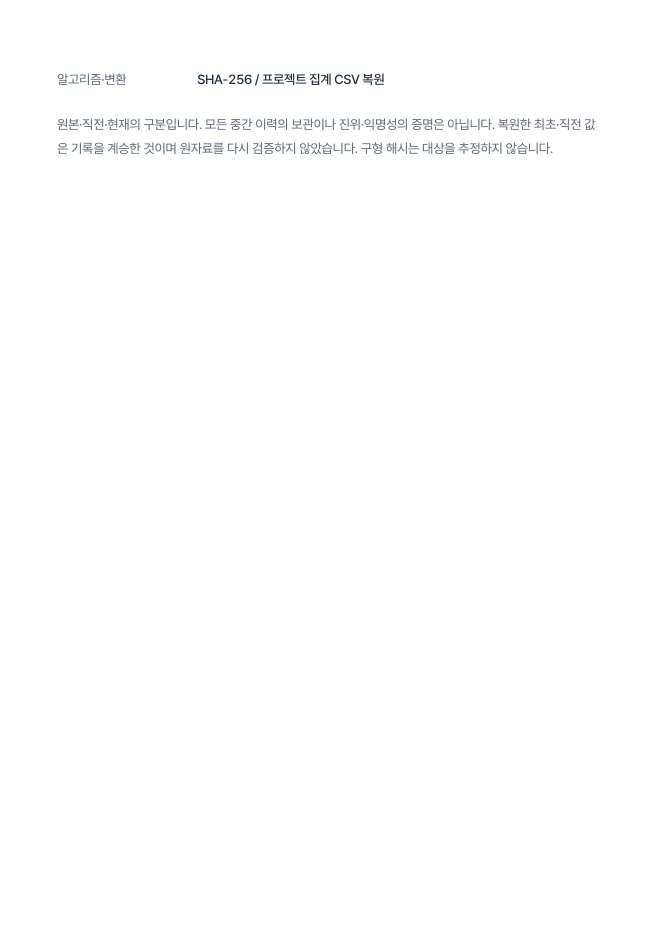 알고리즘·변환 SHA-256 / 프로젝트 집계 CSV 복원
원본·직전·현재의 구분입니다. 모든 중간 이력의 보관이나 진위·익명성의 증명은 아닙니다. 복원한 최초·직전 값
은 기록을 계승한 것이며 원자료를 다시 검증하지 않았습니다. 구형 해시는 대상을 추정하지 않습니다.